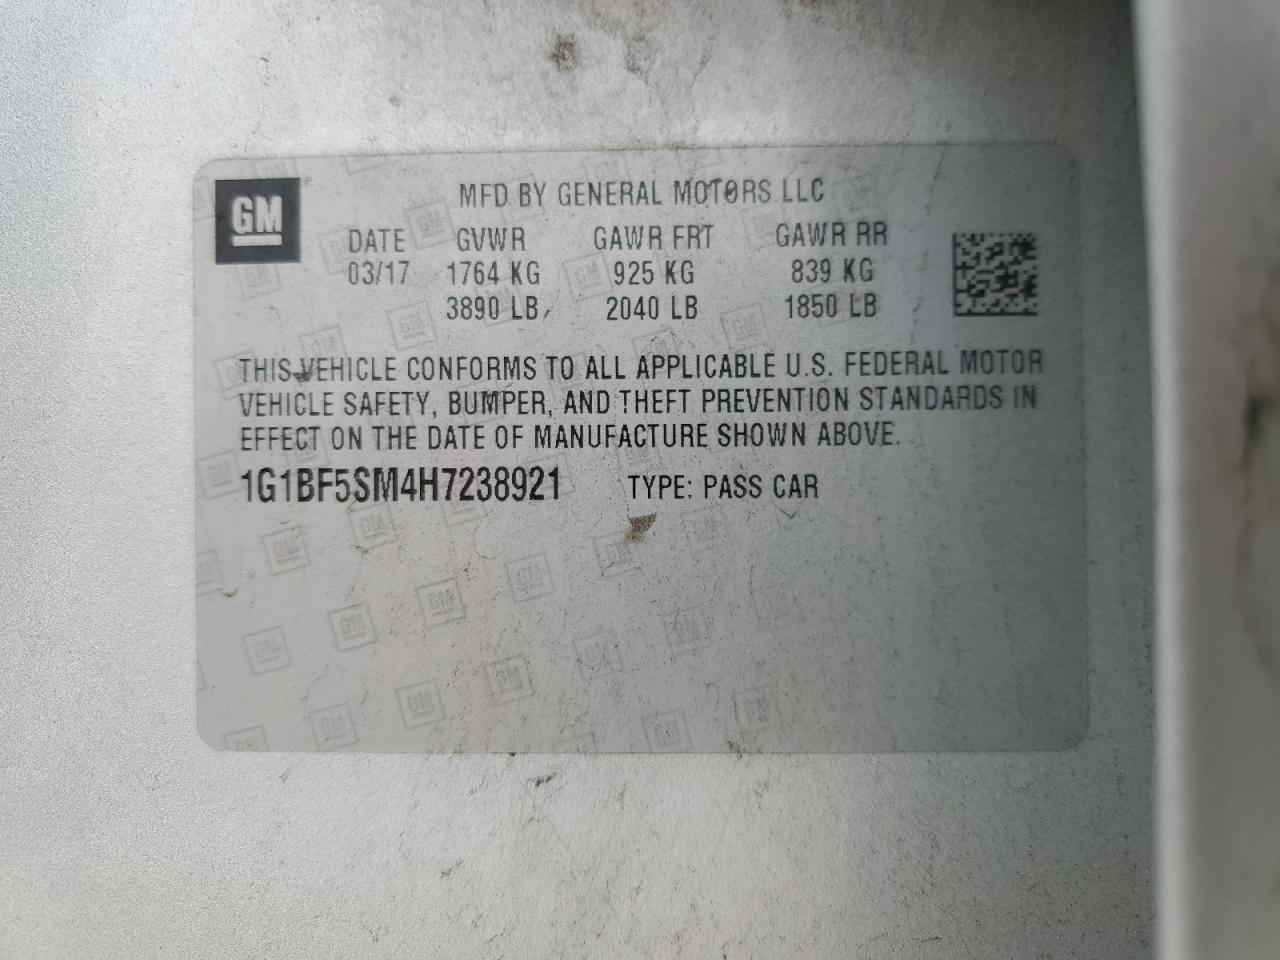 GM
MFD BY GENERAL MOTORS LLC
DATE GVWR GAWR FRT GAWR RR
03/17 1764 KG 925 KG 839 KG
3890 LB 2040 LB 1850 LB
THIS VEHICLE CONFORMS TO ALL APPLICABLE U.S. FEDERAL MOTOR
VEHICLE SAFETY, BUMPER, AND THEFT PREVENTION STANDARDS IN
EFFECT ON THE DATE OF MANUFACTURE SHOWN ABOVE.
1G1BF5SM4H7238921 TYPE: PASS CAR